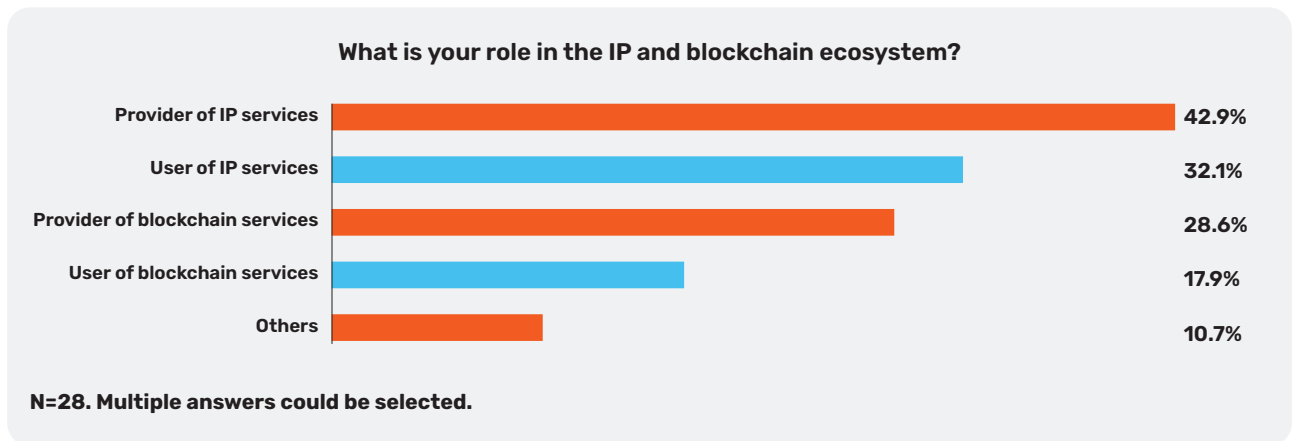 What is your role in the IP and blockchain ecosystem?
Provider of IP services 42.9%
User of IP services 32.1%
Provider of blockchain services 28.6%
User of blockchain services 17.9%
Others 10.7%
N=28. Multiple answers could be selected.